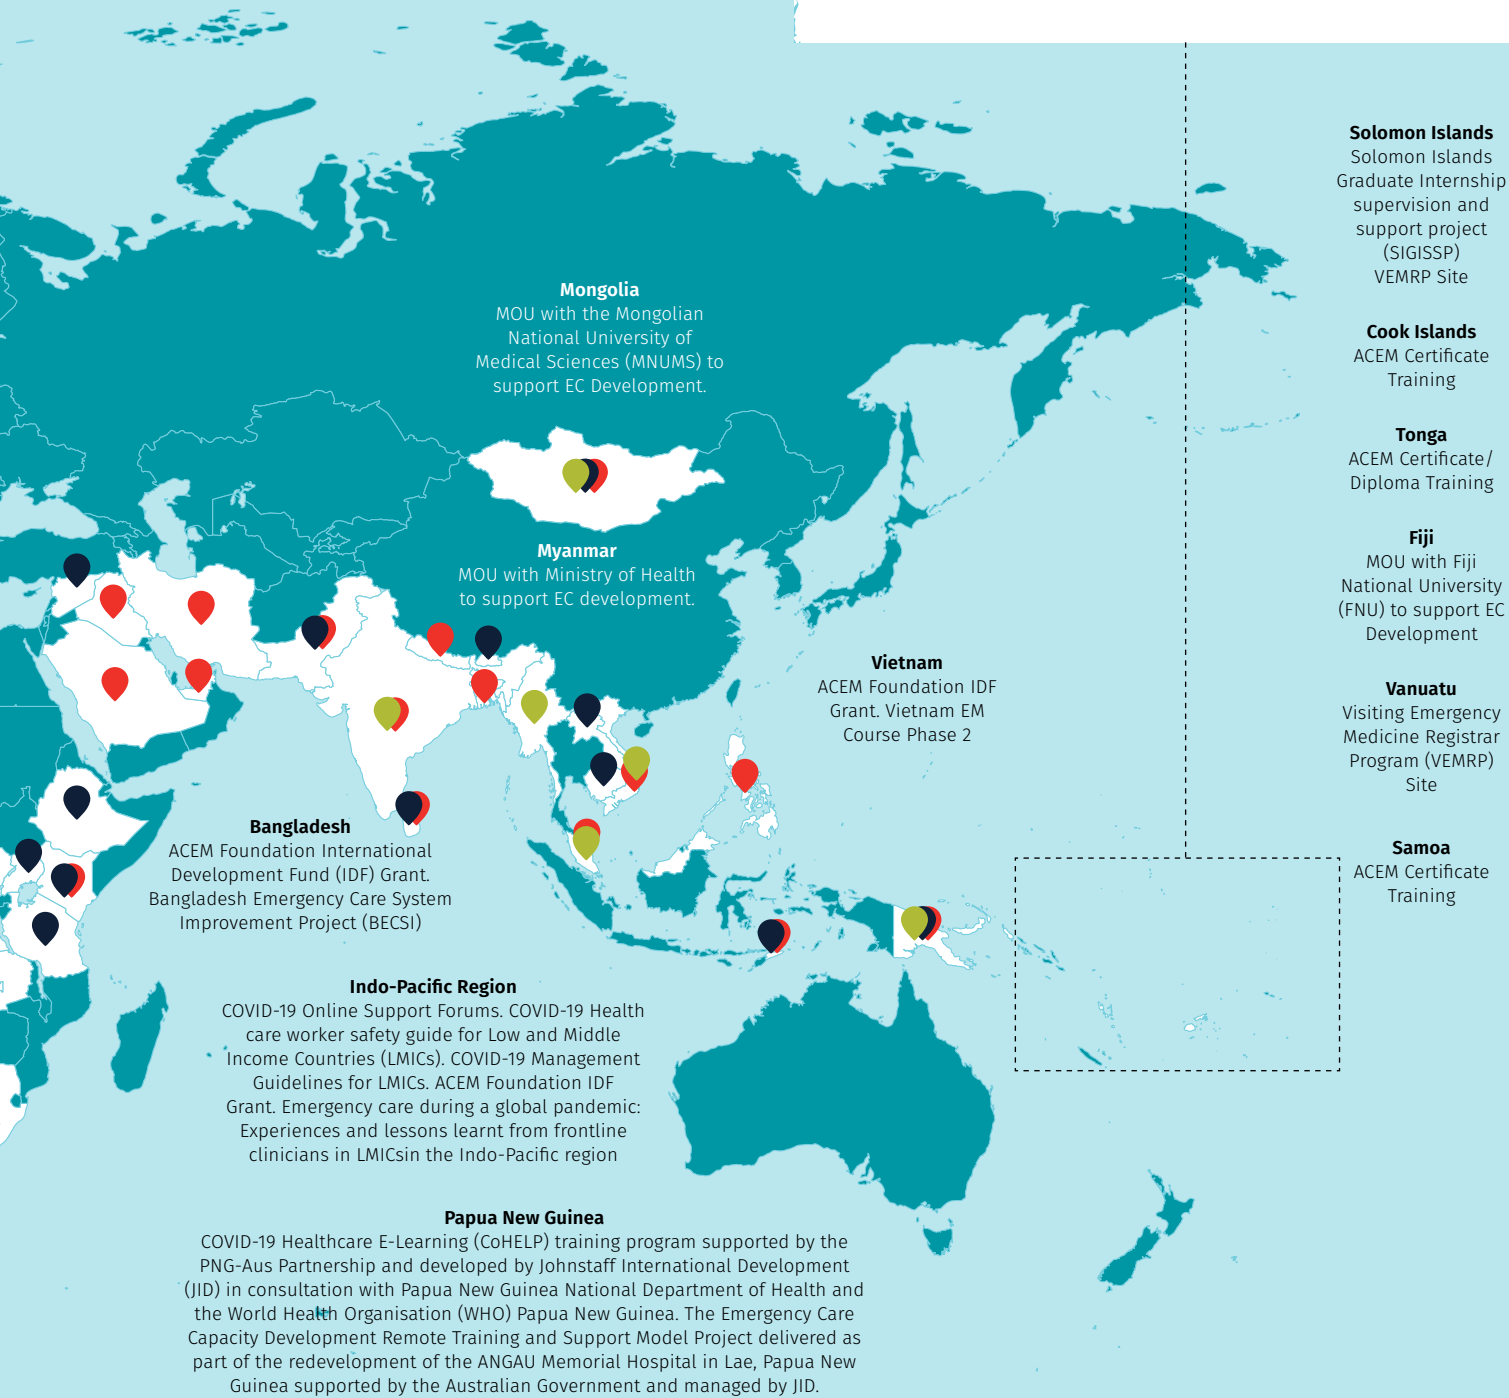 Mongolia
MOU with the Mongolian
National University of
Medical Sciences (MNUMS) to
support EC Development.
Myanmar
MOU with Ministry of Health
to support EC development.
Vietnam
ACEM Foundation IDF
Grant. Vietnam EM
Course Phase 2
Bangladesh
ACEM Foundation International
Development Fund (IDF) Grant.
Bangladesh Emergency Care System
Improvement Project (BECSI)
Indo-Pacific Region
COVID-19 Online Support Forums. COVID-19 Health
care worker safety guide for Low and Middle
Income Countries (LMICs). COVID-19 Management
Guidelines for LMICs. ACEM Foundation IDF
Grant. Emergency care during a global pandemic:
Experiences and lessons learnt from frontline
clinicians in LMICsin the Indo-Pacific region
Papua New Guinea
COVID-19 Healthcare E-Learning (CoHELP) training program supported by the
PNG-Aus Partnership and developed by Johnstaff International Development
(JID) in consultation with Papua New Guinea National Department of Health and
the World Health Organisation (WHO) Papua New Guinea. The Emergency Care
Capacity Development Remote Training and Support Model Project delivered as
part of the redevelopment of the ANGAU Memorial Hospital in Lae, Papua New
Guinea supported by the Australian Government and managed by JID.
Solomon Islands
Solomon Islands
Graduate Internship
supervision and
support project
(SIGISSP)
VEMRP Site
Cook Islands
ACEM Certificate
Training
Tonga
ACEM Certificate/
Diploma Training
Fiji
MOU with Fiji
National University
(FNU) to support EC
Development
Vanuatu
Visiting Emergency
Medicine Registrar
Program (VEMRP)
Site
Samoa
ACEM Certificate
Training